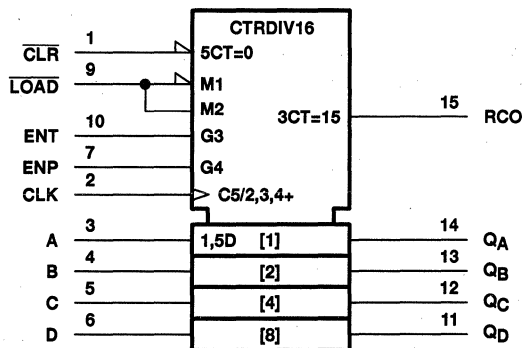 CTRDIV16
C̅L̅R̅ 1 5CT=0
L̅O̅A̅D̅ 9 M1
M2
3CT=15 15 RCO
ENT 10 G3
ENP 7 G4
CLK 2 C5/2,3,4+
A 3 1,5D [1] 14 QA
B 4 [2] 13 QB
C 5 [4] 12 QC
D 6 [8] 11 QD